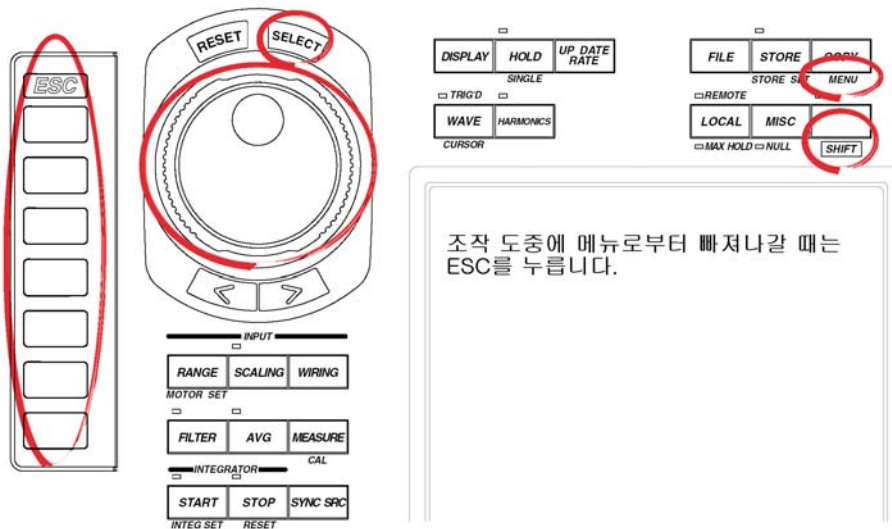 ESC
RESET SELECT
DISPLAY HOLD UP DATE RATE
SINGLE
FILE STORE COPY
STORE SET MENU
TRIG'D
REMOTE
WAVE HARMONICS
LOCAL MISC
CURSOR
MAX HOLD NULL SHIFT
조작 도중에 메뉴로부터 빠져나갈 때는
ESC를 누릅니다.
< >
INPUT
RANGE SCALING WIRING
MOTOR SET
FILTER AVG MEASURE
CAL
INTEGRATOR
START STOP SYNC SRC
INTEG SET RESET